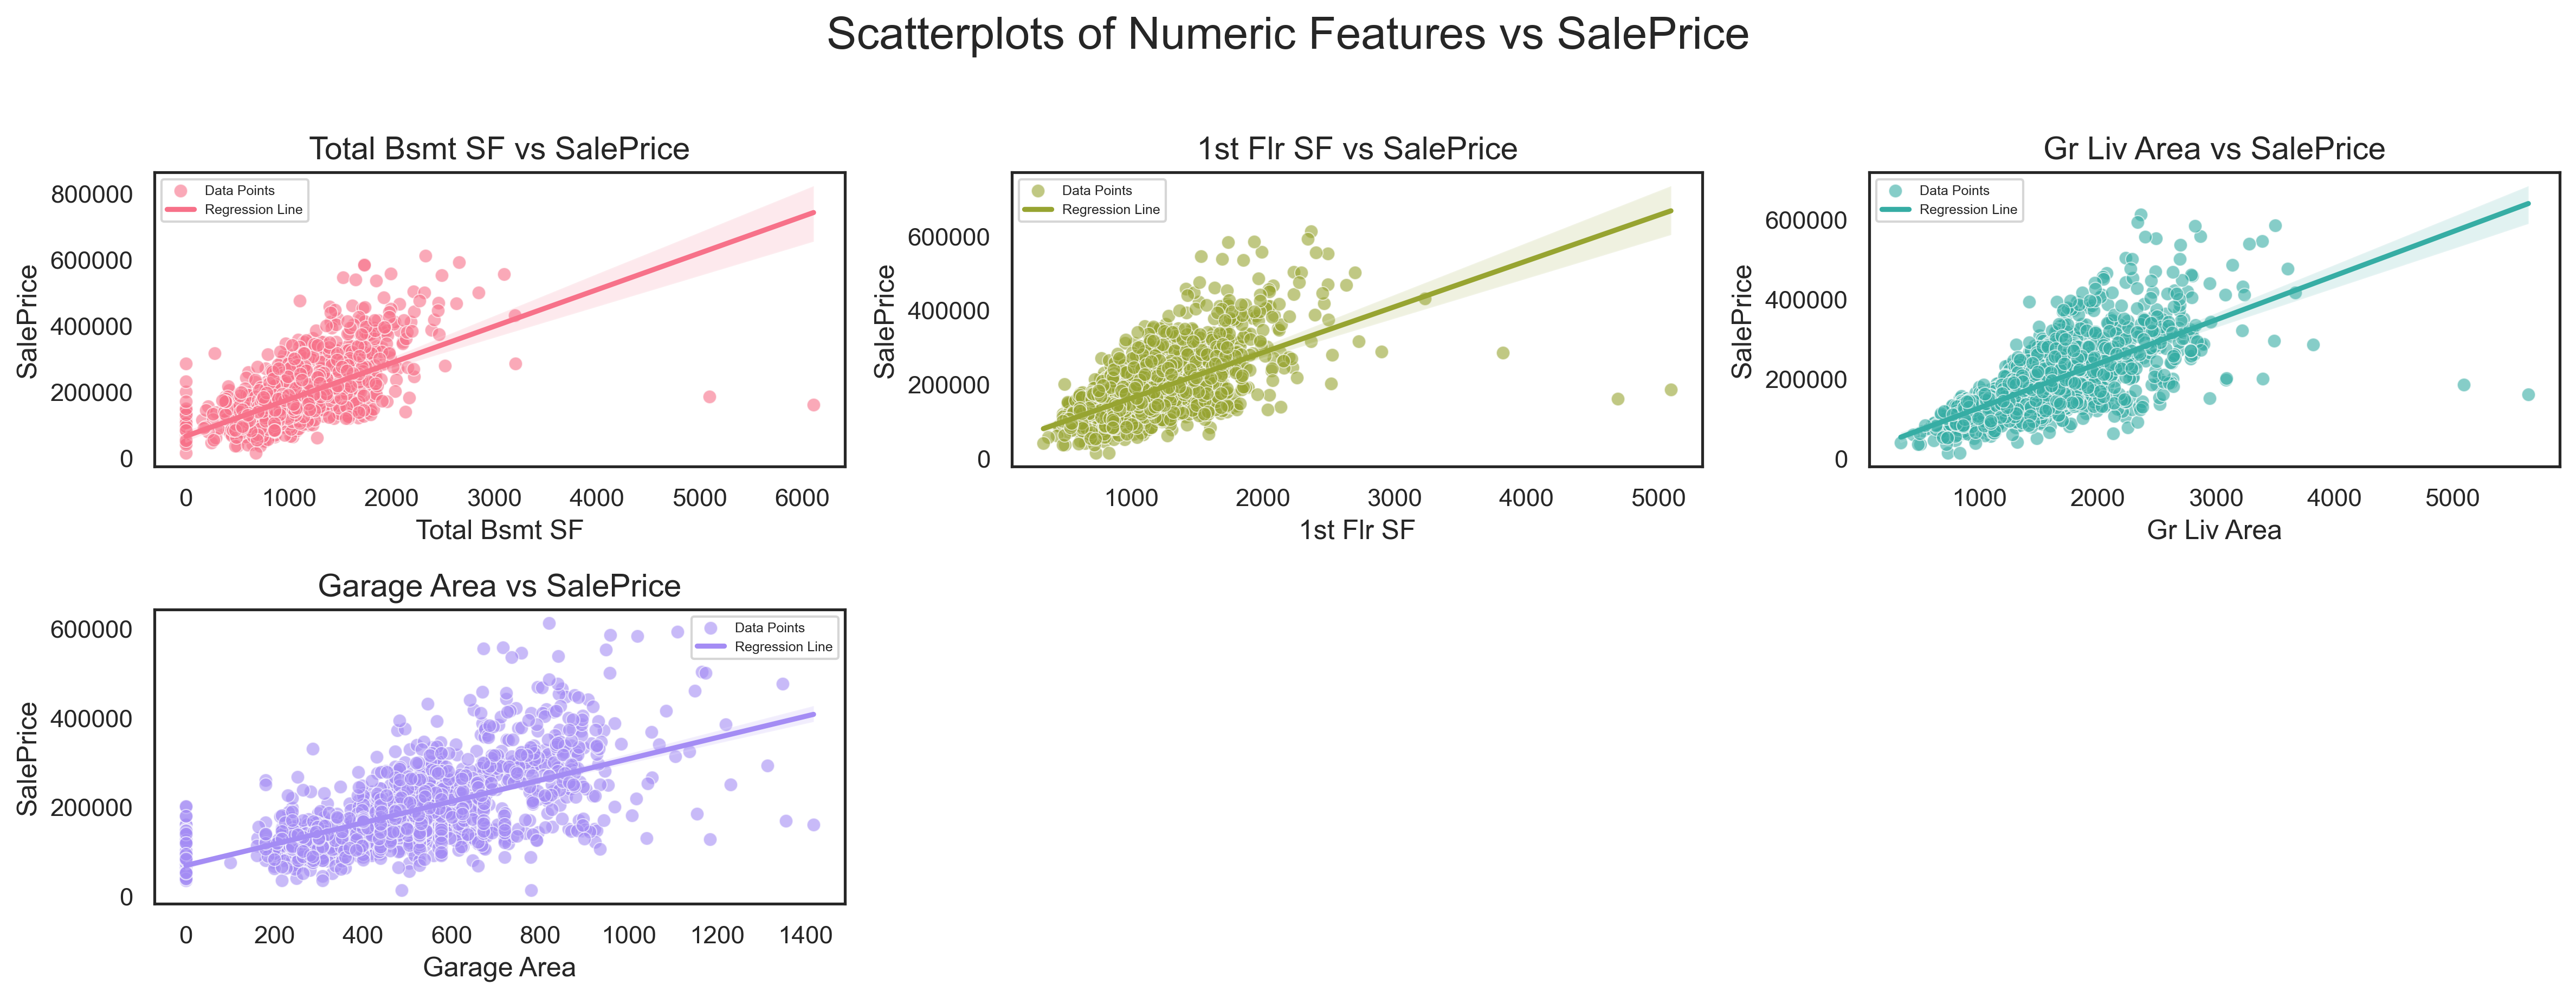 Scatterplots of Numeric Features vs SalePrice
Total Bsmt SF vs SalePrice
Data Points
Regression Line
800000
600000
400000
200000
0
SalePrice
0 1000 2000 3000 4000 5000 6000
Total Bsmt SF
1st Flr SF vs SalePrice
Data Points
Regression Line
600000
400000
200000
0
SalePrice
1000 2000 3000 4000 5000
1st Flr SF
Gr Liv Area vs SalePrice
Data Points
Regression Line
600000
400000
200000
0
SalePrice
1000 2000 3000 4000 5000
Gr Liv Area
Garage Area vs SalePrice
Data Points
Regression Line
600000
400000
200000
0
SalePrice
0 200 400 600 800 1000 1200 1400
Garage Area